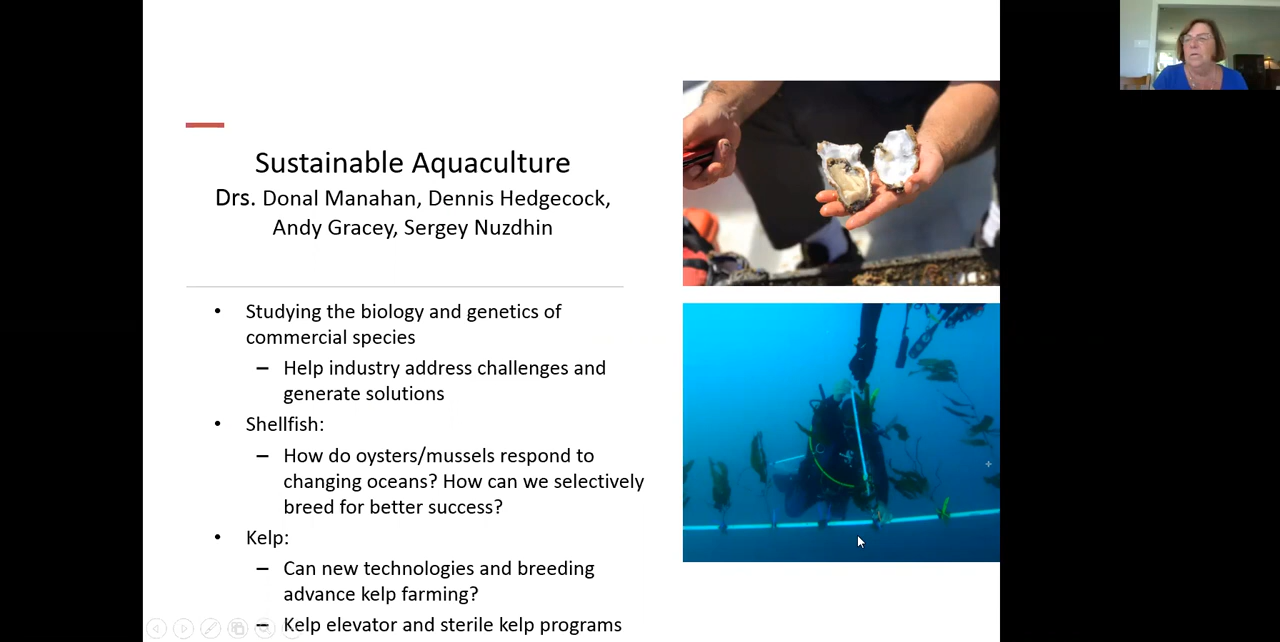 Sustainable Aquaculture
Drs. Donal Manahan, Dennis Hedgecock,
Andy Gracey, Sergey Nuzdhin
• Studying the biology and genetics of
commercial species
– Help industry address challenges and
generate solutions
• Shellfish:
– How do oysters/mussels respond to
changing oceans? How can we selectively
breed for better success?
• Kelp:
– Can new technologies and breeding
advance kelp farming?
– Kelp elevator and sterile kelp programs